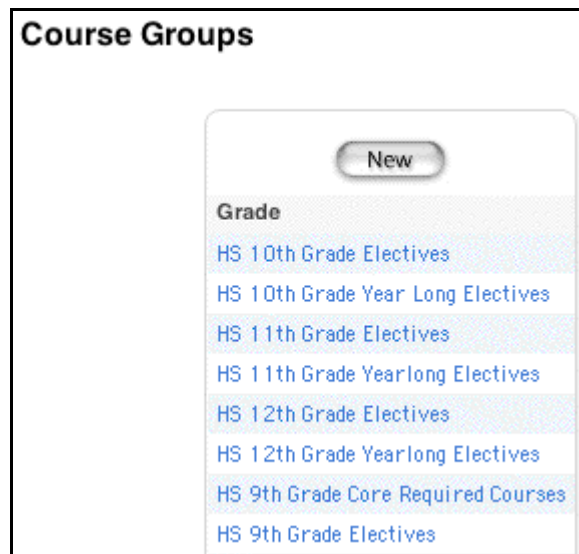 Course Groups
New
Grade
HS 10th Grade Electives
HS 10th Grade Year Long Electives
HS 11th Grade Electives
HS 11th Grade Yearlong Electives
HS 12th Grade Electives
HS 12th Grade Yearlong Electives
HS 9th Grade Core Required Courses
HS 9th Grade Electives